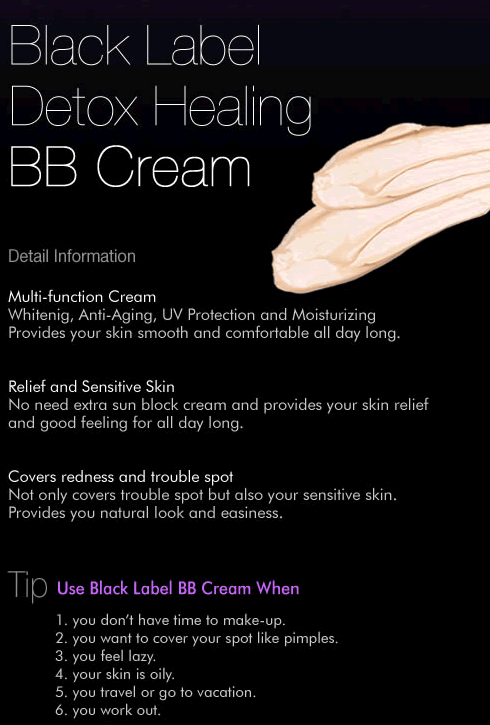 Black Label
Detox Healing
BB Cream
Detail Information
Multi-function Cream
Whitenig, Anti-Aging, UV Protection and Moisturizing
Provides your skin smooth and comfortable all day long.
Relief and Sensitive Skin
No need extra sun block cream and provides your skin relief
and good feeling for all day long.
Covers redness and trouble spot
Not only covers trouble spot but also your sensitive skin.
Provides you natural look and easiness.
Tip Use Black Label BB Cream When
1. you don't have time to make-up.
2. you want to cover your spot like pimples.
3. you feel lazy.
4. your skin is oily.
5. you travel or go to vacation.
6. you work out.